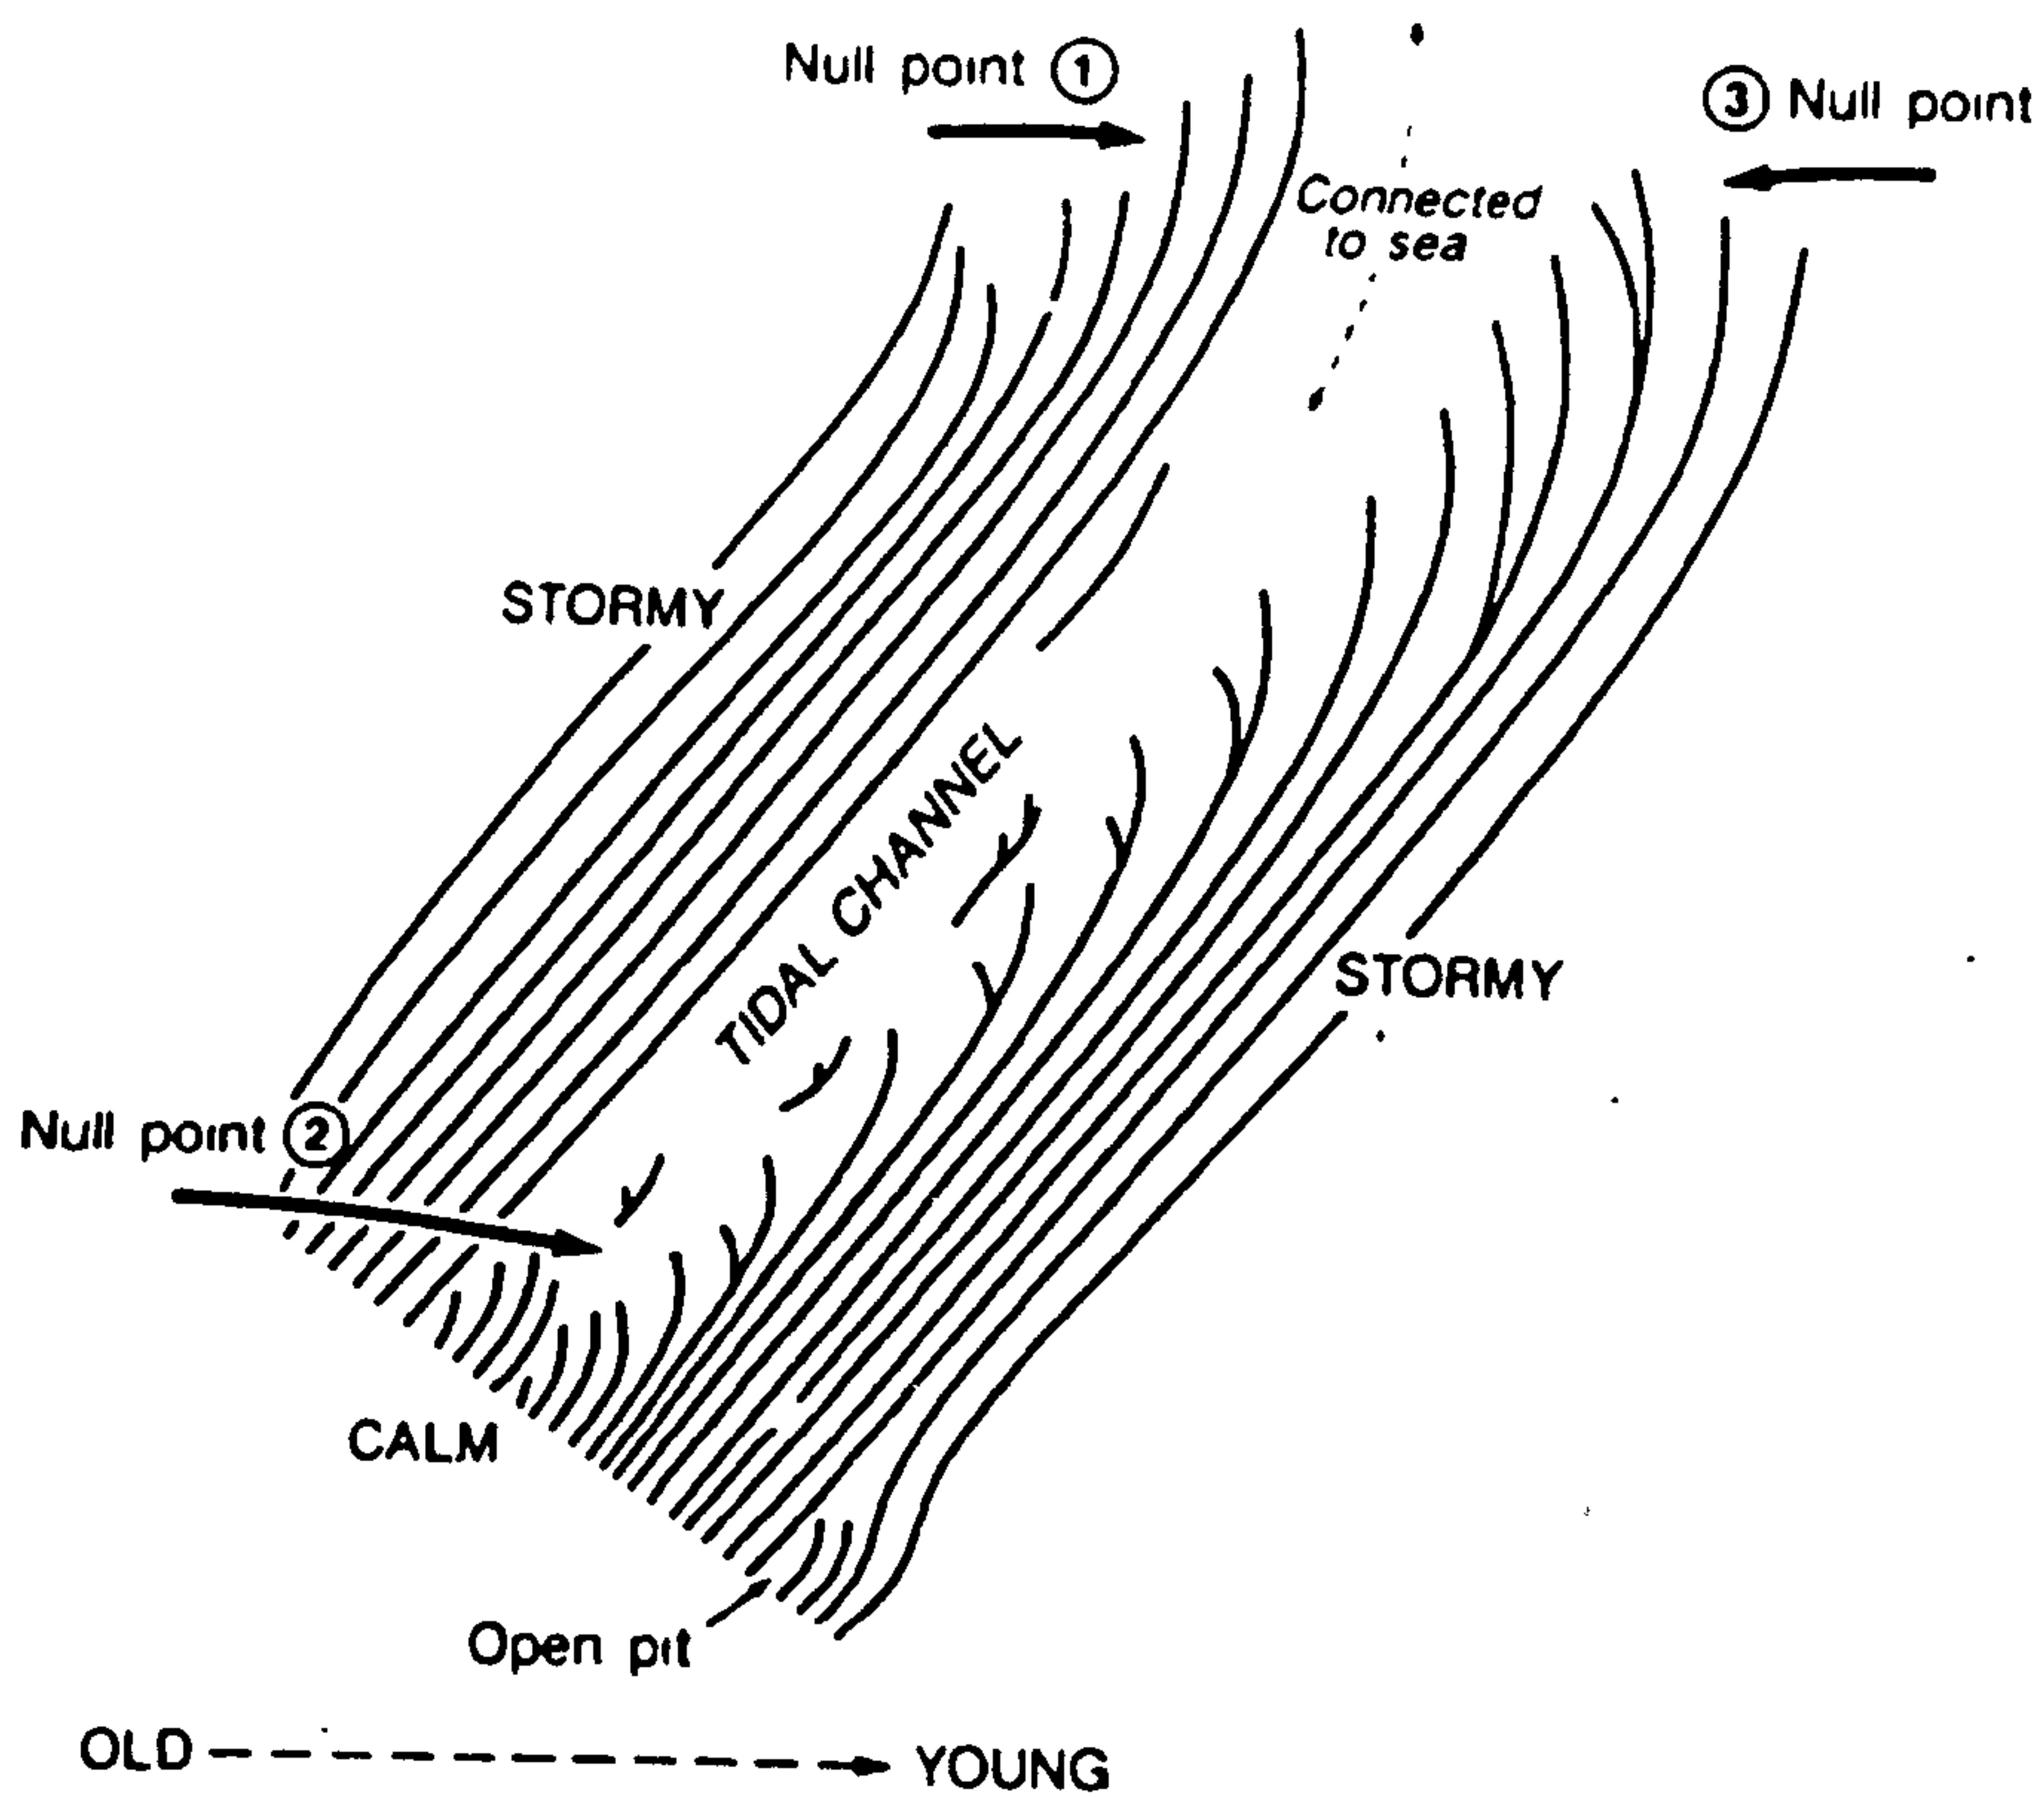 Null point ①
③ Null point
Connected
to sea
STORMY
TIDAL CHANNEL
STORMY
Null point ②
CALM
Open pit
OLD
YOUNG